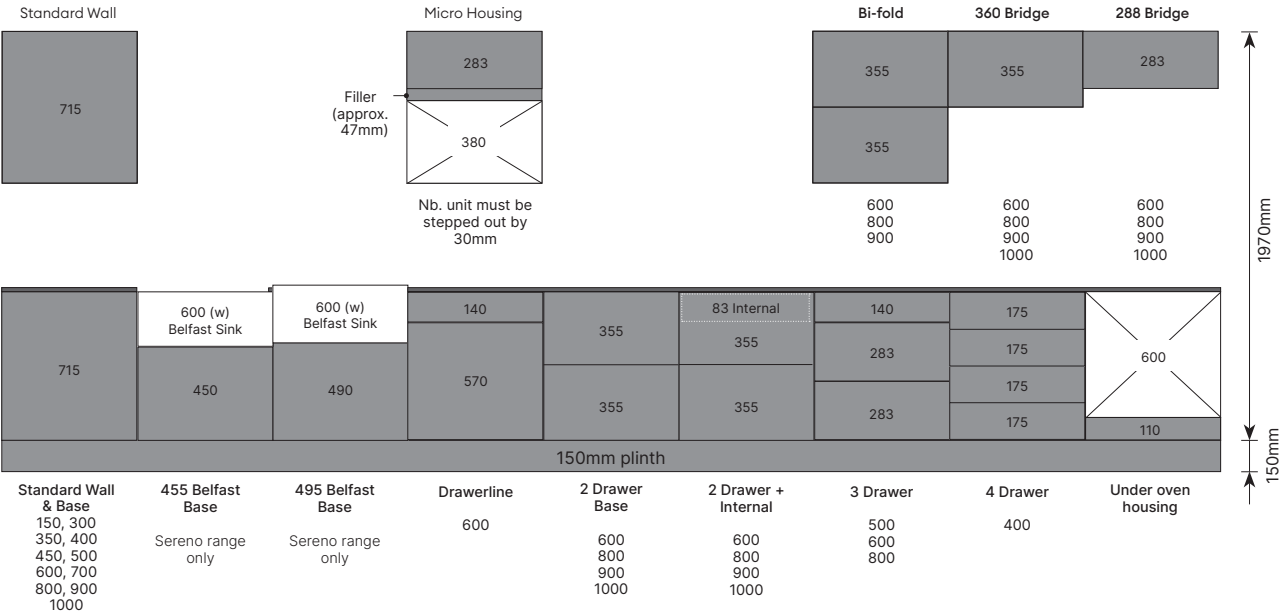 Standard Wall
Micro Housing
Bi-fold
360 Bridge
288 Bridge
715
283
Filler
(approx.
47mm)
380
355
355
283
355
Nb. unit must be
stepped out by
30mm
600
800
900
600
800
900
1000
600
800
900
1000
1970mm
715
600 (w)
Belfast Sink
450
600 (w)
Belfast Sink
490
140
570
355
355
83 Internal
355
355
140
283
283
175
175
175
175
600
110
150mm plinth
150mm
Standard Wall
& Base
150, 300
350, 400
450, 500
600, 700
800, 900
1000
455 Belfast
Base
Sereno range
only
495 Belfast
Base
Sereno range
only
Drawerline
600
2 Drawer
Base
600
800
900
1000
2 Drawer +
Internal
600
800
900
1000
3 Drawer
500
600
800
4 Drawer
400
Under oven
housing